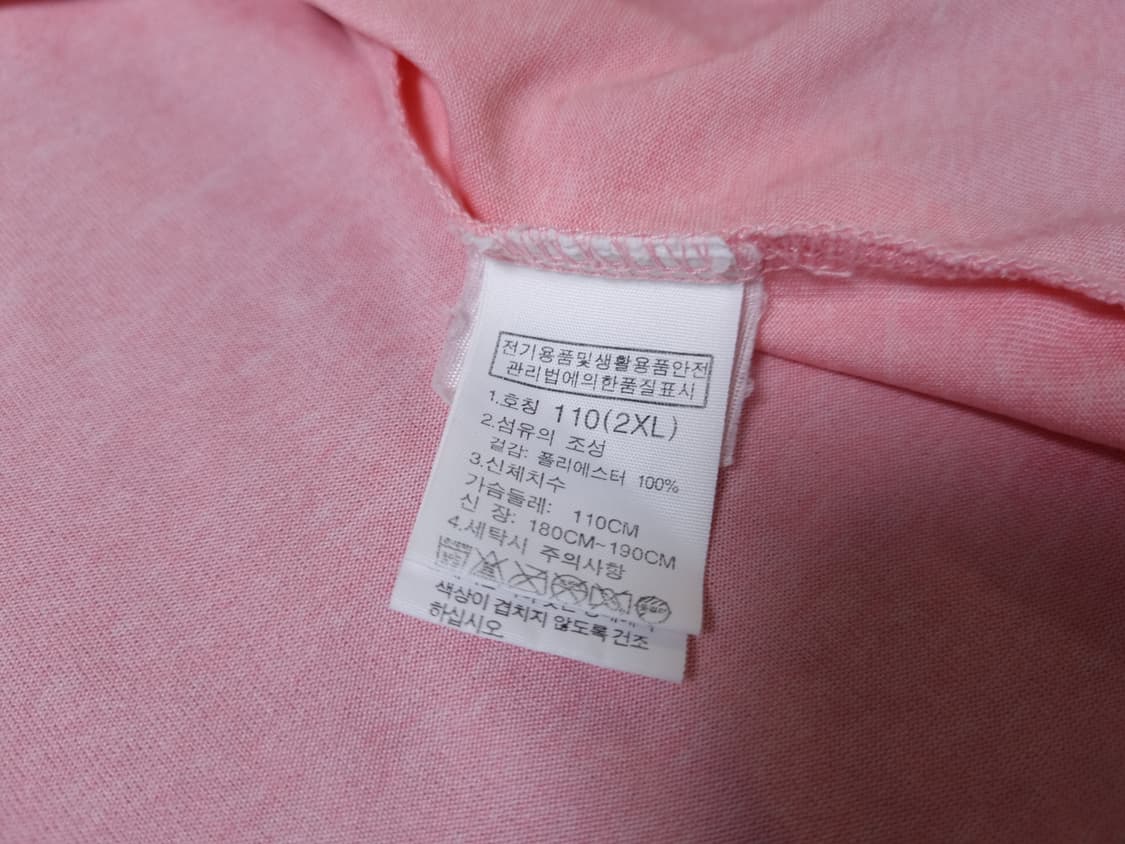 전기용품및생활용품안전
관리법에의한품질표시
1.호칭 110(2XL)
2.섬유의 조성
겉감: 폴리에스터 100%
3.신체치수
가슴둘레: 110CM
신 장: 180CM~190CM
4.세탁시 주의사항
색상이 겹치지 않도록 건조
하십시오